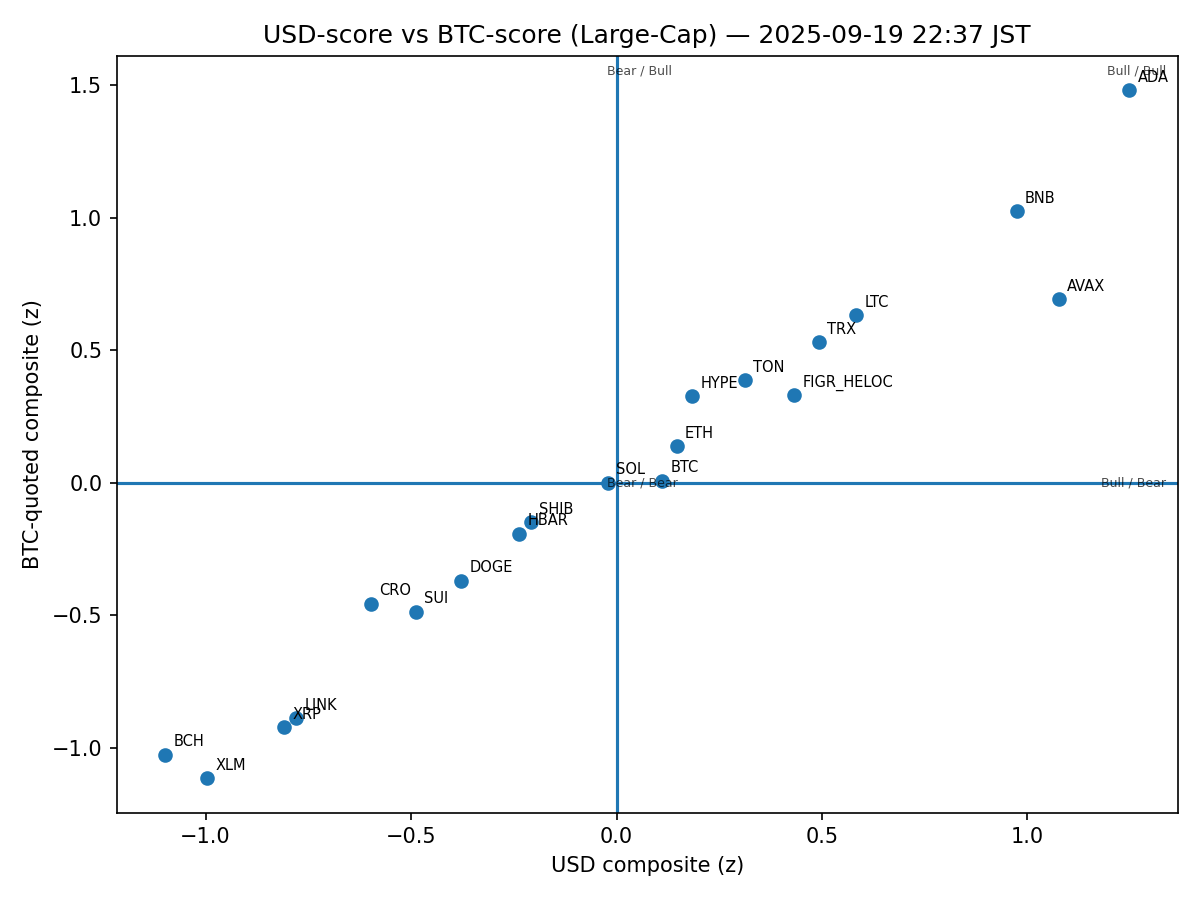 USD-score vs BTC-score (Large-Cap) — 2025-09-19 22:37 JST
Bear / Bull
Bull / Bull
ADA
1.5
BNB
1.0
AVAX
LTC
TRX
0.5
TON
HYPE
FIGR_HELOC
ETH
SOL
BTC
0.0
Bear / Bear
Bull / Bear
SHIB
HBAR
DOGE
CRO
SUI
−0.5
LINK
XRP
BCH
−1.0
XLM
−1.0
−0.5
0.0
0.5
1.0
USD composite (z)
BTC-quoted composite (z)